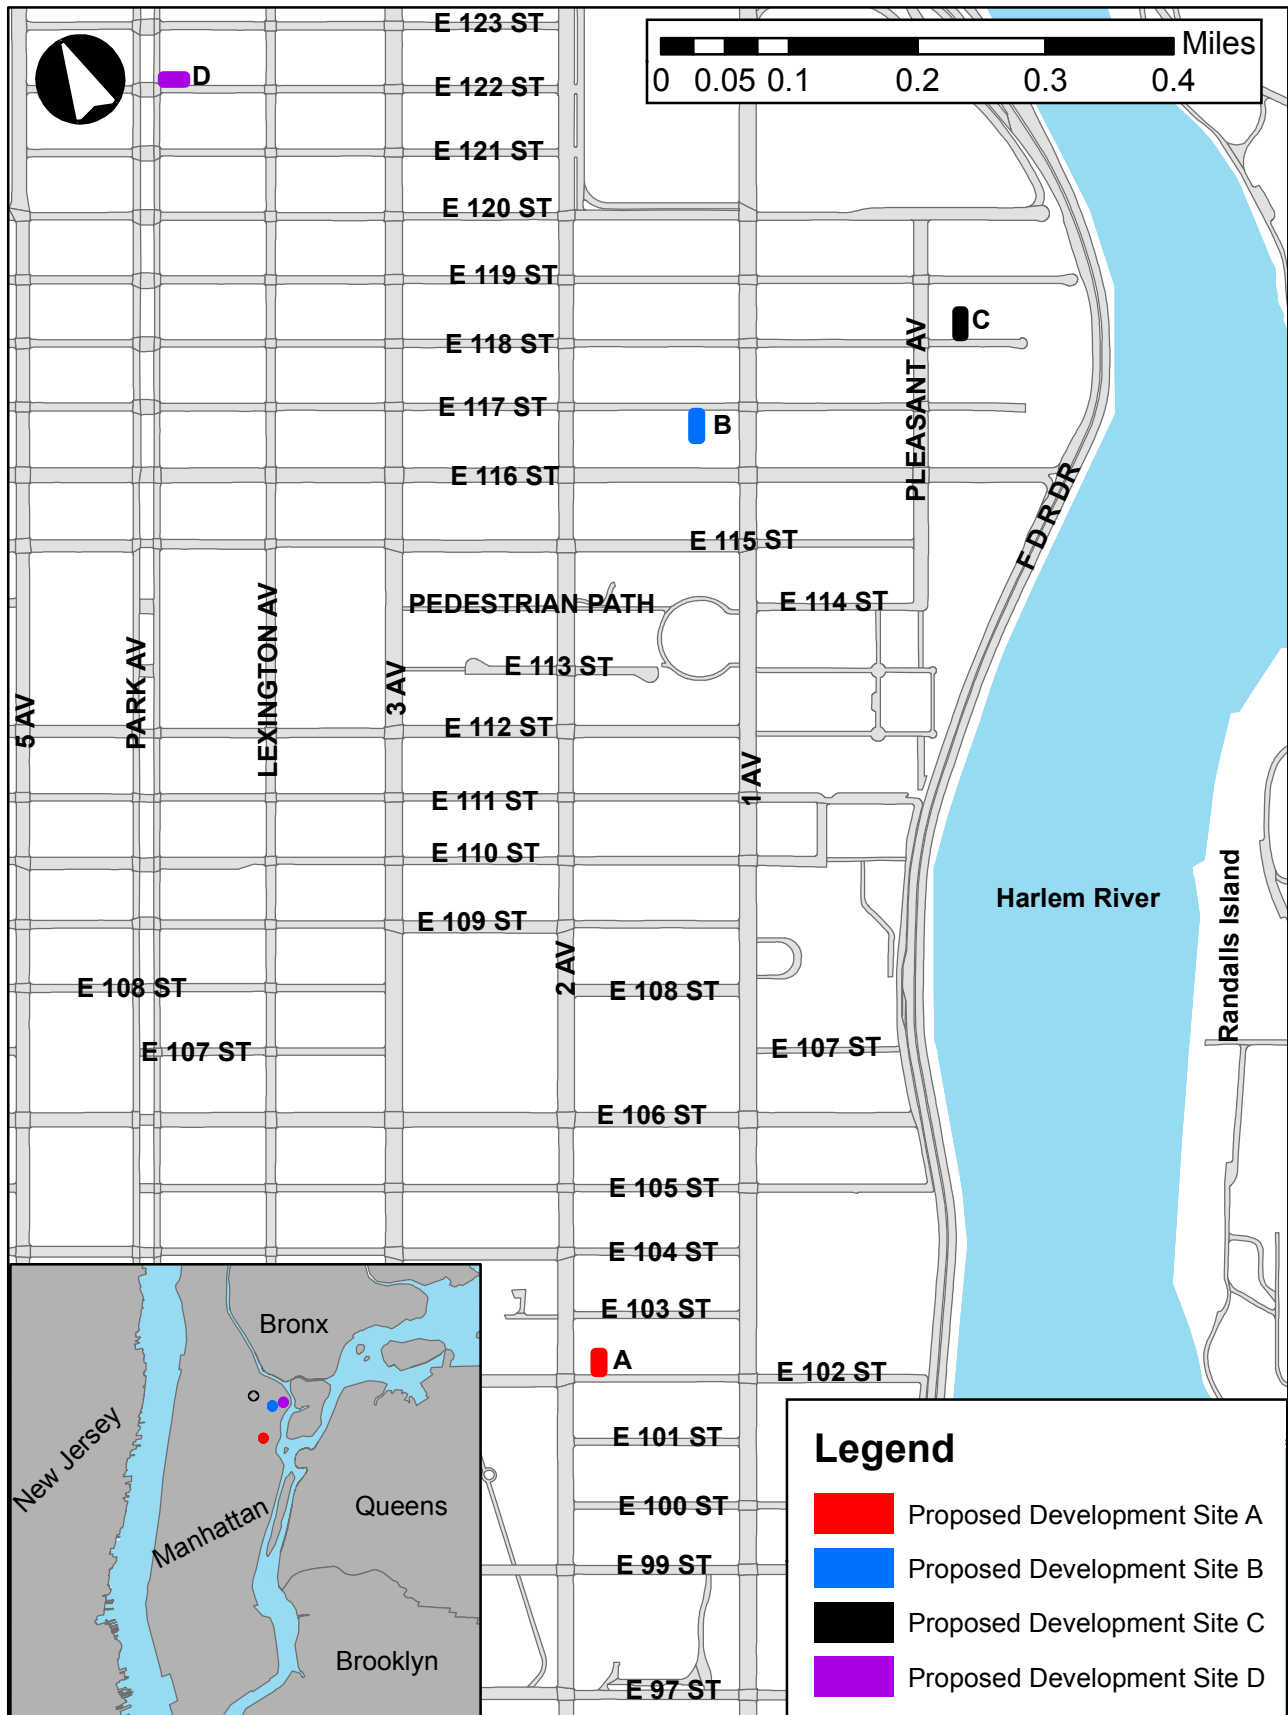 E 123 ST
Miles
0 0.05 0.1 0.2 0.3 0.4
D
E 122 ST
E 121 ST
E 120 ST
E 119 ST
C
E 118 ST
PLEASANT AV
E 117 ST
B
E 116 ST
F D R DR
E 115 ST
LEXINGTON AV
PEDESTRIAN PATH
E 114 ST
PARK AV
E 113 ST
3 AV
5 AV
E 112 ST
1 AV
E 111 ST
E 110 ST
Harlem River
Randalls Island
E 109 ST
2 AV
E 108 ST
E 108 ST
E 107 ST
E 107 ST
E 106 ST
E 105 ST
E 104 ST
E 103 ST
A
E 102 ST
E 101 ST
E 100 ST
E 99 ST
E 97 ST
Bronx
New Jersey
Manhattan
Queens
Brooklyn
Legend
Proposed Development Site A
Proposed Development Site B
Proposed Development Site C
Proposed Development Site D